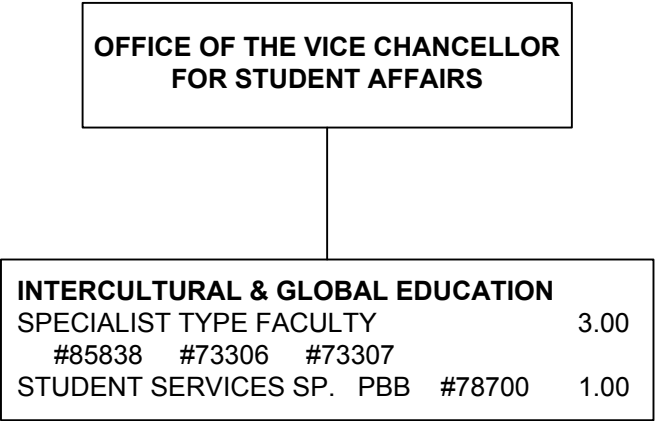 OFFICE OF THE VICE CHANCELLOR
FOR STUDENT AFFAIRS
INTERCULTURAL & GLOBAL EDUCATION
SPECIALIST TYPE FACULTY 3.00
#85838 #73306 #73307
STUDENT SERVICES SP. PBB #78700 1.00